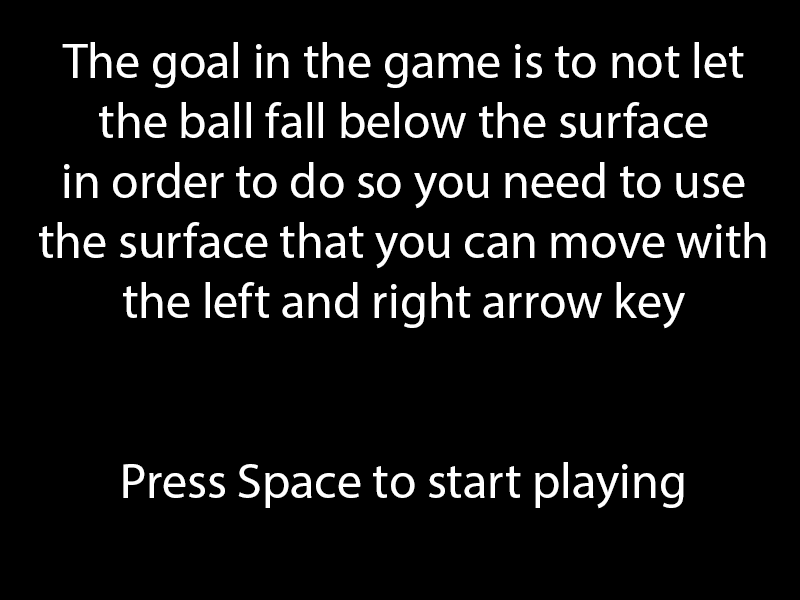 The goal in the game is to not let
the ball fall below the surface
in order to do so you need to use
the surface that you can move with
the left and right arrow key
Press Space to start playing